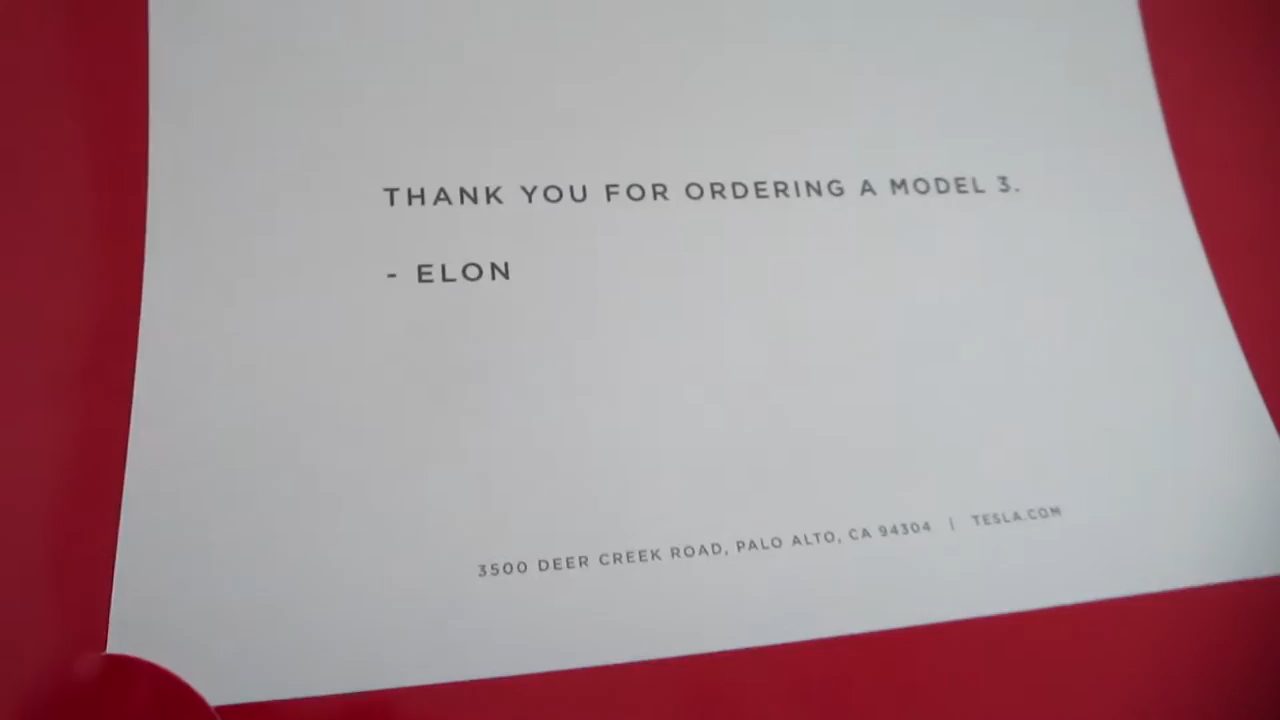 THANK YOU FOR ORDERING A MODEL 3.
- ELON
3500 DEER CREEK ROAD, PALO ALTO, CA 94304 | TESLA.COM